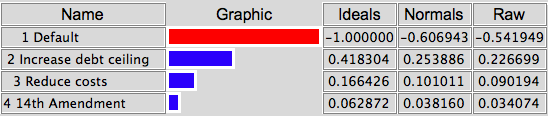 Name Graphic Ideals Normals Raw
1 Default -1.000000 -0.606943 -0.541949
2 Increase debt ceiling 0.418304 0.253886 0.226699
3 Reduce costs 0.166426 0.101011 0.090194
4 14th Amendment 0.062872 0.038160 0.034074